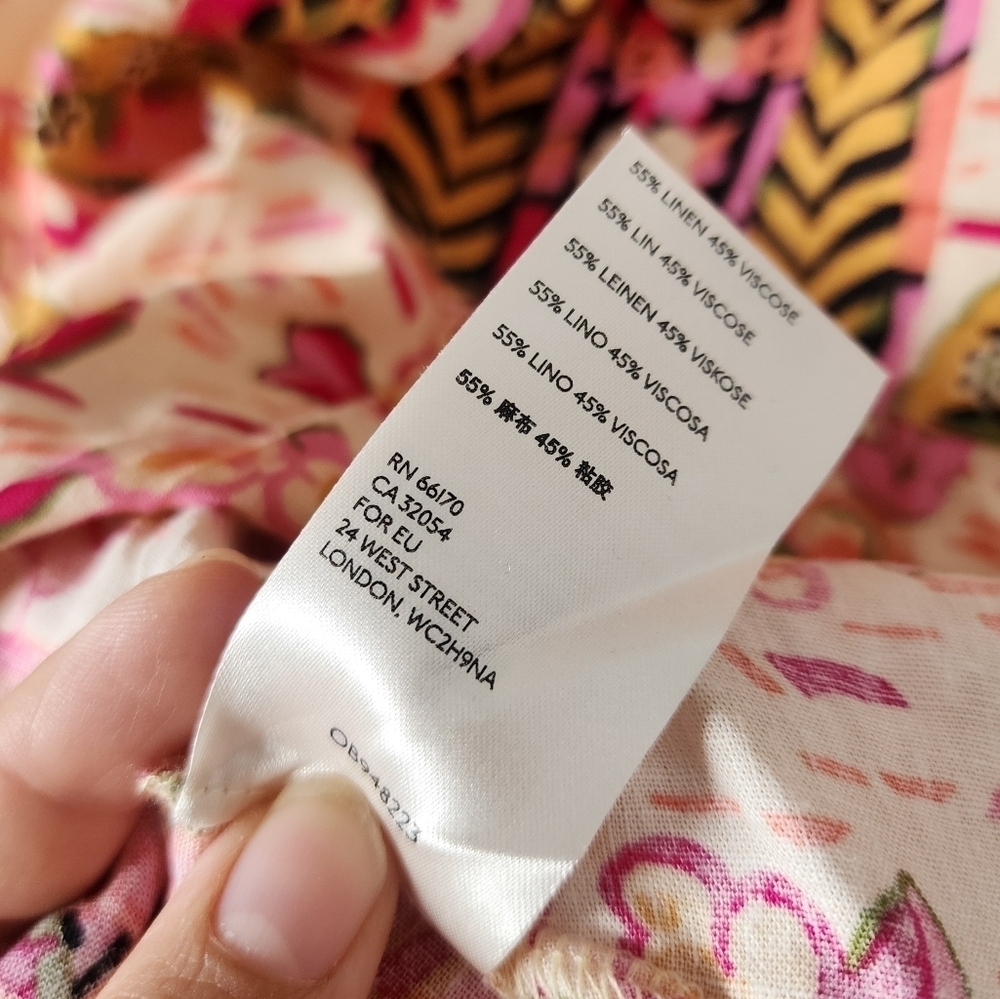 55% LINEN 45% VISCOSE
55% LIN 45% VISCOSE
55% LEINEN 45% VISKOSE
55% LINO 45% VISCOSA
55% LINO 45% VISCOSA
55% 麻布 45% 粘胶
RN 66170
CA 32054
FOR EU
24 WEST STREET
LONDON, WC2H9NA
OB948223